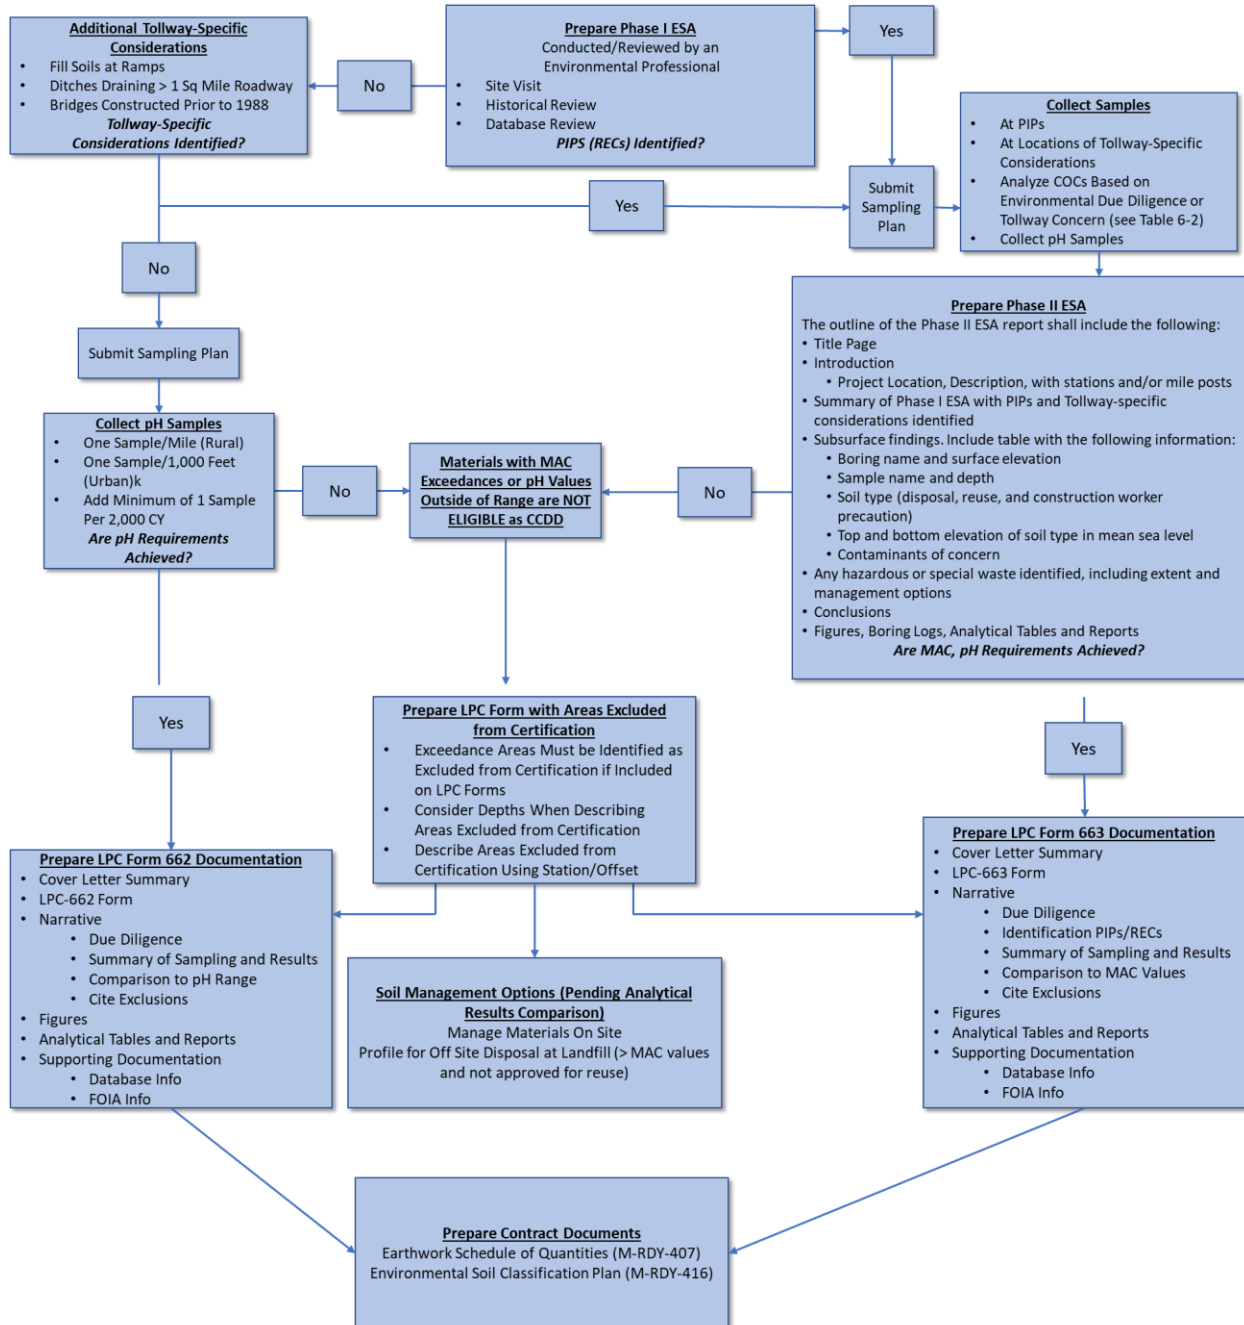 Additional Tollway-Specific
Considerations
• Fill Soils at Ramps
• Ditches Draining > 1 Sq Mile Roadway
• Bridges Constructed Prior to 1988
Tollway-Specific
Considerations Identified?
No
Prepare Phase I ESA
Conducted/Reviewed by an
Environmental Professional
• Site Visit
• Historical Review
• Database Review
PIPS (RECs) Identified?
Yes
Collect Samples
• At PIPs
• At Locations of Tollway-Specific
Considerations
• Analyze COCs Based on
Environmental Due Diligence or
Tollway Concern (see Table 6-2)
• Collect pH Samples
Yes
Submit
Sampling
Plan
No
Submit Sampling Plan
Collect pH Samples
• One Sample/Mile (Rural)
• One Sample/1,000 Feet
(Urban)k
• Add Minimum of 1 Sample
Per 2,000 CY
Are pH Requirements
Achieved?
No
Materials with MAC
Exceedances or pH Values
Outside of Range are NOT
ELIGIBLE as CCDD
No
Prepare Phase II ESA
The outline of the Phase II ESA report shall include the following:
• Title Page
• Introduction
• Project Location, Description, with stations and/or mile posts
• Summary of Phase I ESA with PIPs and Tollway-specific
considerations identified
• Subsurface findings. Include table with the following information:
• Boring name and surface elevation
• Sample name and depth
• Soil type (disposal, reuse, and construction worker
precaution)
• Top and bottom elevation of soil type in mean sea level
• Contaminants of concern
• Any hazardous or special waste identified, including extent and
management options
• Conclusions
• Figures, Boring Logs, Analytical Tables and Reports
Are MAC, pH Requirements Achieved?
Yes
Prepare LPC Form with Areas Excluded
from Certification
• Exceedance Areas Must be Identified as
Excluded from Certification if Included
on LPC Forms
• Consider Depths When Describing
Areas Excluded from Certification
• Describe Areas Excluded from
Certification Using Station/Offset
Yes
Prepare LPC Form 662 Documentation
• Cover Letter Summary
• LPC-662 Form
• Narrative
• Due Diligence
• Summary of Sampling and Results
• Comparison to pH Range
• Cite Exclusions
• Figures
• Analytical Tables and Reports
• Supporting Documentation
• Database Info
• FOIA Info
Soil Management Options (Pending Analytical
Results Comparison)
Manage Materials On Site
Profile for Off Site Disposal at Landfill (> MAC values
and not approved for reuse)
Prepare LPC Form 663 Documentation
• Cover Letter Summary
• LPC-663 Form
• Narrative
• Due Diligence
• Identification PIPs/RECs
• Summary of Sampling and Results
• Comparison to MAC Values
• Cite Exclusions
• Figures
• Analytical Tables and Reports
• Supporting Documentation
• Database Info
• FOIA Info
Prepare Contract Documents
Earthwork Schedule of Quantities (M-RDY-407)
Environmental Soil Classification Plan (M-RDY-416)